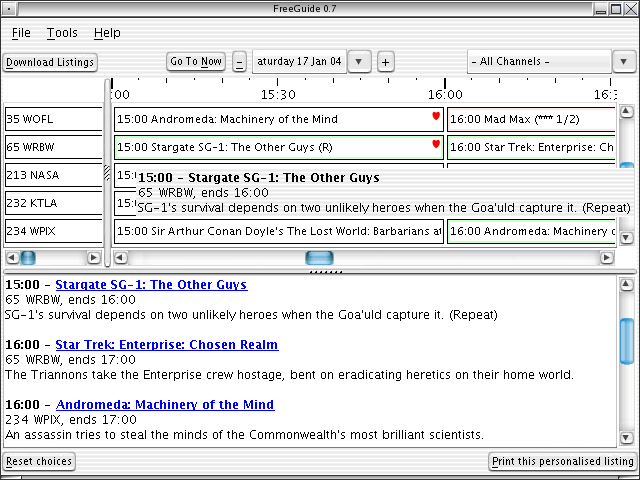 FreeGuide 0.7
File Tools Help
Download Listings Go To Now – aturday 17 Jan 04 + - All Channels -
:00 15:30 16:00 16:3
35 WOFL 15:00 Andromeda: Machinery of the Mind 16:00 Mad Max (*** 1/2)
65 WRBW 15:00 Stargate SG-1: The Other Guys (R) 16:00 Star Trek: Enterprise: Ch
213 NASA 15:
15:00 – Stargate SG-1: The Other Guys
65 WRBW, ends 16:00
232 KTLA 15:
SG-1's survival depends on two unlikely heroes when the Goa'uld capture it. (Repeat)
234 WPIX 15:00 Sir Arthur Conan Doyle's The Lost World: Barbarians at 16:00 Andromeda: Machinery o
15:00 – Stargate SG-1: The Other Guys
65 WRBW, ends 16:00
SG-1's survival depends on two unlikely heroes when the Goa'uld capture it. (Repeat)
16:00 – Star Trek: Enterprise: Chosen Realm
65 WRBW, ends 17:00
The Triannons take the Enterprise crew hostage, bent on eradicating heretics on their home world.
16:00 – Andromeda: Machinery of the Mind
234 WPIX, ends 17:00
An assassin tries to steal the minds of the Commonwealth's most brilliant scientists.
Reset choices Print this personalised listing